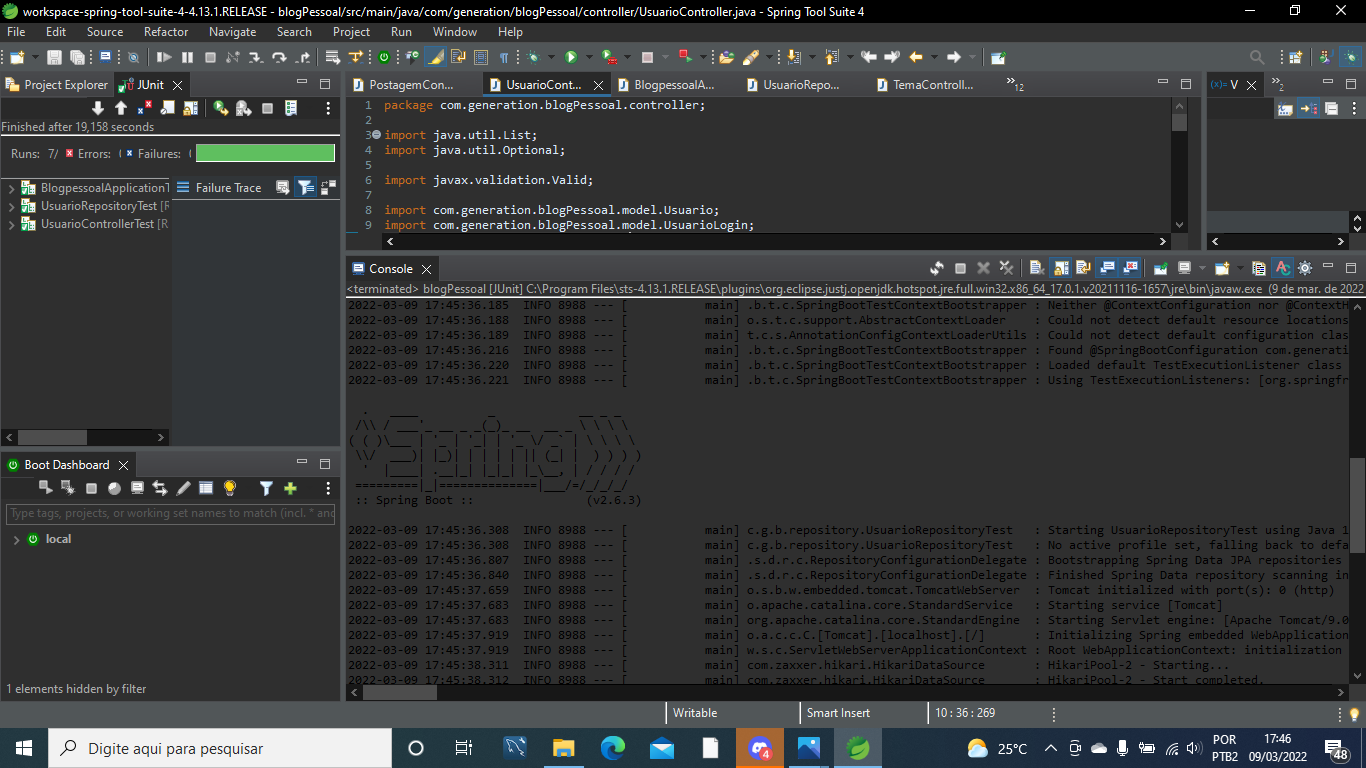 workspace-spring-tool-suite-4-4.13.1.RELEASE - blogPessoal/src/main/java/com/generation/blogPessoal/controller/UsuarioController.java - Spring Tool Suite 4
File Edit Source Refactor Navigate Search Project Run Window Help
Project Explorer JUnit
Finished after 19,158 seconds
Runs: 7/ Errors: ( Failures: (
BlogpessoalApplicationT
UsuarioRepositoryTest [R
UsuarioControllerTest [R
Failure Trace
Boot Dashboard
Type tags, projects, or working set names to match (incl. * and
local
1 elements hidden by filter
PostagemCon... UsuarioCont... BlogpessoalA... UsuarioRepo... TemaControll... »12
1 package com.generation.blogPessoal.controller;
2
3 import java.util.List;
4 import java.util.Optional;
5
6 import javax.validation.Valid;
7
8 import com.generation.blogPessoal.model.Usuario;
9 import com.generation.blogPessoal.model.UsuarioLogin;
(x)= V »2
Console
<terminated> blogPessoal [JUnit] C:\Program Files\sts-4.13.1.RELEASE\plugins\org.eclipse.justj.openjdk.hotspot.jre.full.win32.x86_64_17.0.1.v20211116-1657\jre\bin\javaw.exe (9 de mar. de 2022
2022-03-09 17:45:36.185 INFO 8988 --- [ main] .b.t.c.SpringBootTestContextBootstrapper : Neither @ContextConfiguration nor @ContextH
2022-03-09 17:45:36.188 INFO 8988 --- [ main] o.s.t.c.support.AbstractContextLoader : Could not detect default resource locations
2022-03-09 17:45:36.189 INFO 8988 --- [ main] t.c.s.AnnotationConfigContextLoaderUtils : Could not detect default configuration clas
2022-03-09 17:45:36.216 INFO 8988 --- [ main] .b.t.c.SpringBootTestContextBootstrapper : Found @SpringBootConfiguration com.generati
2022-03-09 17:45:36.220 INFO 8988 --- [ main] .b.t.c.SpringBootTestContextBootstrapper : Loaded default TestExecutionListener class
2022-03-09 17:45:36.221 INFO 8988 --- [ main] .b.t.c.SpringBootTestContextBootstrapper : Using TestExecutionListeners: [org.springfr
:: Spring Boot :: (v2.6.3)
2022-03-09 17:45:36.308 INFO 8988 --- [ main] c.g.b.repository.UsuarioRepositoryTest : Starting UsuarioRepositoryTest using Java 1
2022-03-09 17:45:36.308 INFO 8988 --- [ main] c.g.b.repository.UsuarioRepositoryTest : No active profile set, falling back to defa
2022-03-09 17:45:36.807 INFO 8988 --- [ main] .s.d.r.c.RepositoryConfigurationDelegate : Bootstrapping Spring Data JPA repositories
2022-03-09 17:45:36.840 INFO 8988 --- [ main] .s.d.r.c.RepositoryConfigurationDelegate : Finished Spring Data repository scanning in
2022-03-09 17:45:37.659 INFO 8988 --- [ main] o.s.b.w.embedded.tomcat.TomcatWebServer : Tomcat initialized with port(s): 0 (http)
2022-03-09 17:45:37.683 INFO 8988 --- [ main] o.apache.catalina.core.StandardService : Starting service [Tomcat]
2022-03-09 17:45:37.683 INFO 8988 --- [ main] org.apache.catalina.core.StandardEngine : Starting Servlet engine: [Apache Tomcat/9.0
2022-03-09 17:45:37.919 INFO 8988 --- [ main] o.a.c.c.C.[Tomcat].[localhost].[/] : Initializing Spring embedded WebApplication
2022-03-09 17:45:37.919 INFO 8988 --- [ main] w.s.c.ServletWebServerApplicationContext : Root WebApplicationContext: initialization
2022-03-09 17:45:38.311 INFO 8988 --- [ main] com.zaxxer.hikari.HikariDataSource : HikariPool-2 - Starting...
2022-03-09 17:45:38.312 INFO 8988 --- [ main] com.zaxxer.hikari.HikariDataSource : HikariPool-2 - Start completed.
Writable Smart Insert 10 : 36 : 269
Digite aqui para pesquisar
4
25°C
POR
PTB2
17:46
09/03/2022
48